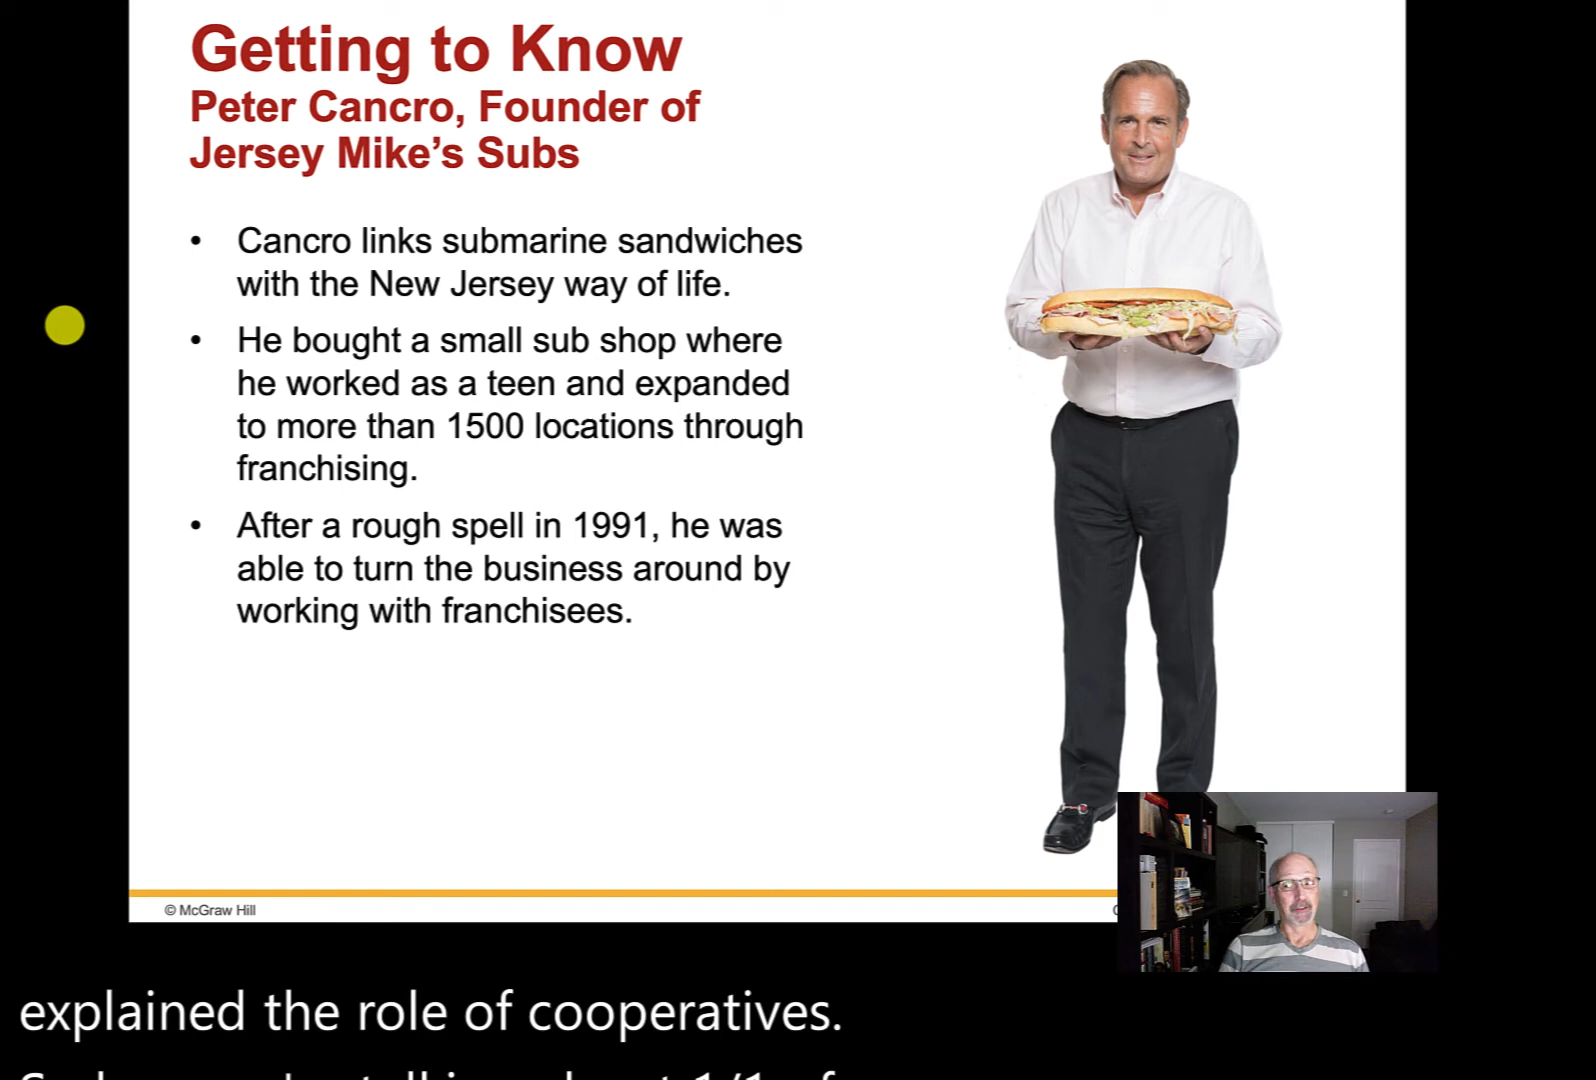 Getting to Know
Peter Cancro, Founder of
Jersey Mike’s Subs
• Cancro links submarine sandwiches
with the New Jersey way of life.
• He bought a small sub shop where
he worked as a teen and expanded
to more than 1500 locations through
franchising.
• After a rough spell in 1991, he was
able to turn the business around by
working with franchisees.
© McGraw Hill
explained the role of cooperatives.